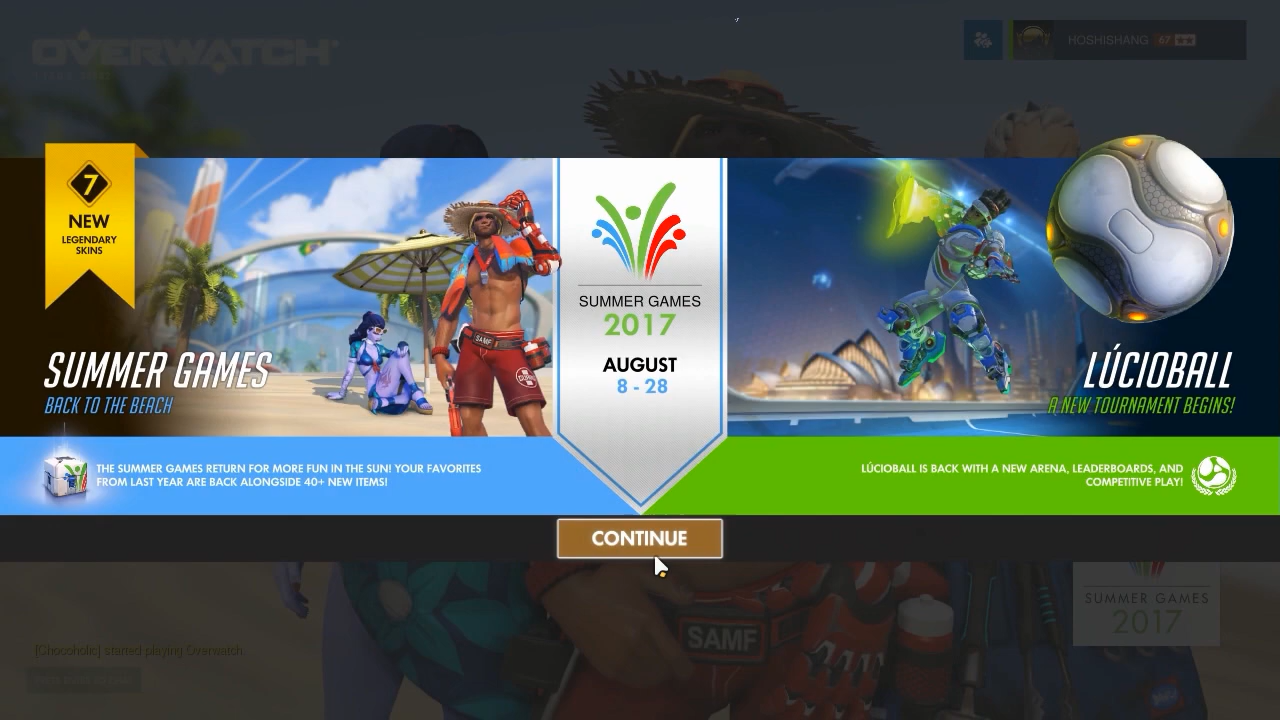 OVERWATCH
HOSHISHANG 67
7
NEW
LEGENDARY
SKINS
SUMMER GAMES
BACK TO THE BEACH
SAMF
SUMMER GAMES
2017
AUGUST
8 - 28
LÚCIOBALL
A NEW TOURNAMENT BEGINS!
THE SUMMER GAMES RETURN FOR MORE FUN IN THE SUN! YOUR FAVORITES
FROM LAST YEAR ARE BACK ALONGSIDE 40+ NEW ITEMS!
LÚCIOBALL IS BACK WITH A NEW ARENA, LEADERBOARDS, AND
COMPETITIVE PLAY!
CONTINUE
SUMMER GAMES
2017
SAMF
[Chocoholic] started playing Overwatch.